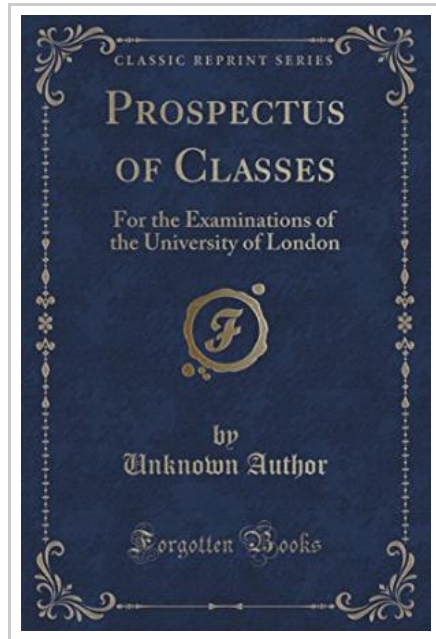 CLASSIC REPRINT SERIES
PROSPECTUS
OF CLASSES
For the Examinations of
the University of London
F
by
Unknown Author
Forgotten Books